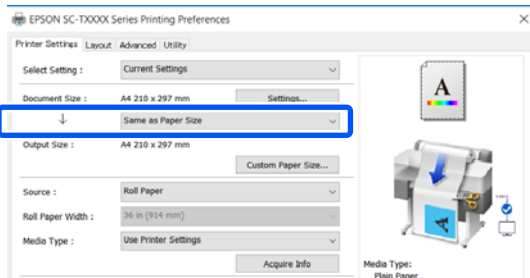 EPSON SC-TXXXX Series Printing Preferences
Printer Settings Layout Advanced Utility
Select Setting : Current Settings
Document Size : A4 210 x 297 mm Settings...
↓ Same as Paper Size
Output Size : A4 210 x 297 mm
Custom Paper Size...
Source : Roll Paper
Roll Paper Width : 36 in (914 mm)
Media Type : Use Printer Settings
Acquire Info
A
A
Media Type:
Plain Paper